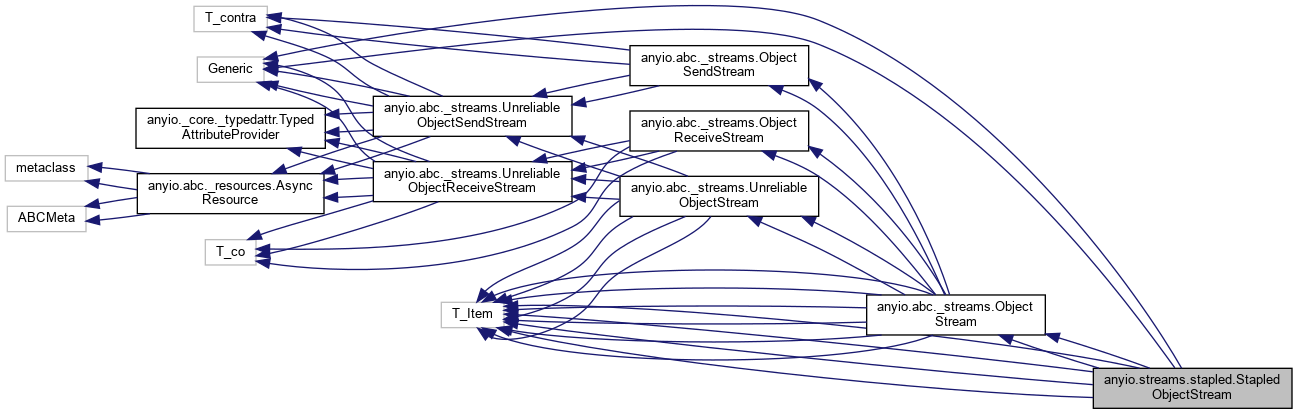 T_contra
Generic
anyio._core._typedattr.Typed
AttributeProvider
metaclass
anyio.abc._resources.Async
Resource
ABCMeta
T_co
anyio.abc._streams.Unreliable
ObjectSendStream
anyio.abc._streams.Unreliable
ObjectReceiveStream
T_Item
anyio.abc._streams.Object
SendStream
anyio.abc._streams.Object
ReceiveStream
anyio.abc._streams.Unreliable
ObjectStream
anyio.abc._streams.Object
Stream
anyio.streams.stapled.Stapled
ObjectStream